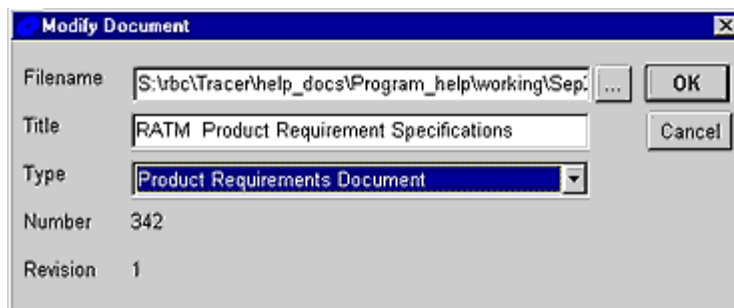 Modify Document
Filename S:\rbc\Tracer\help_docs\Program_help\working\Sep ... OK
Title RATM Product Requirement Specifications Cancel
Type Product Requirements Document
Number 342
Revision 1